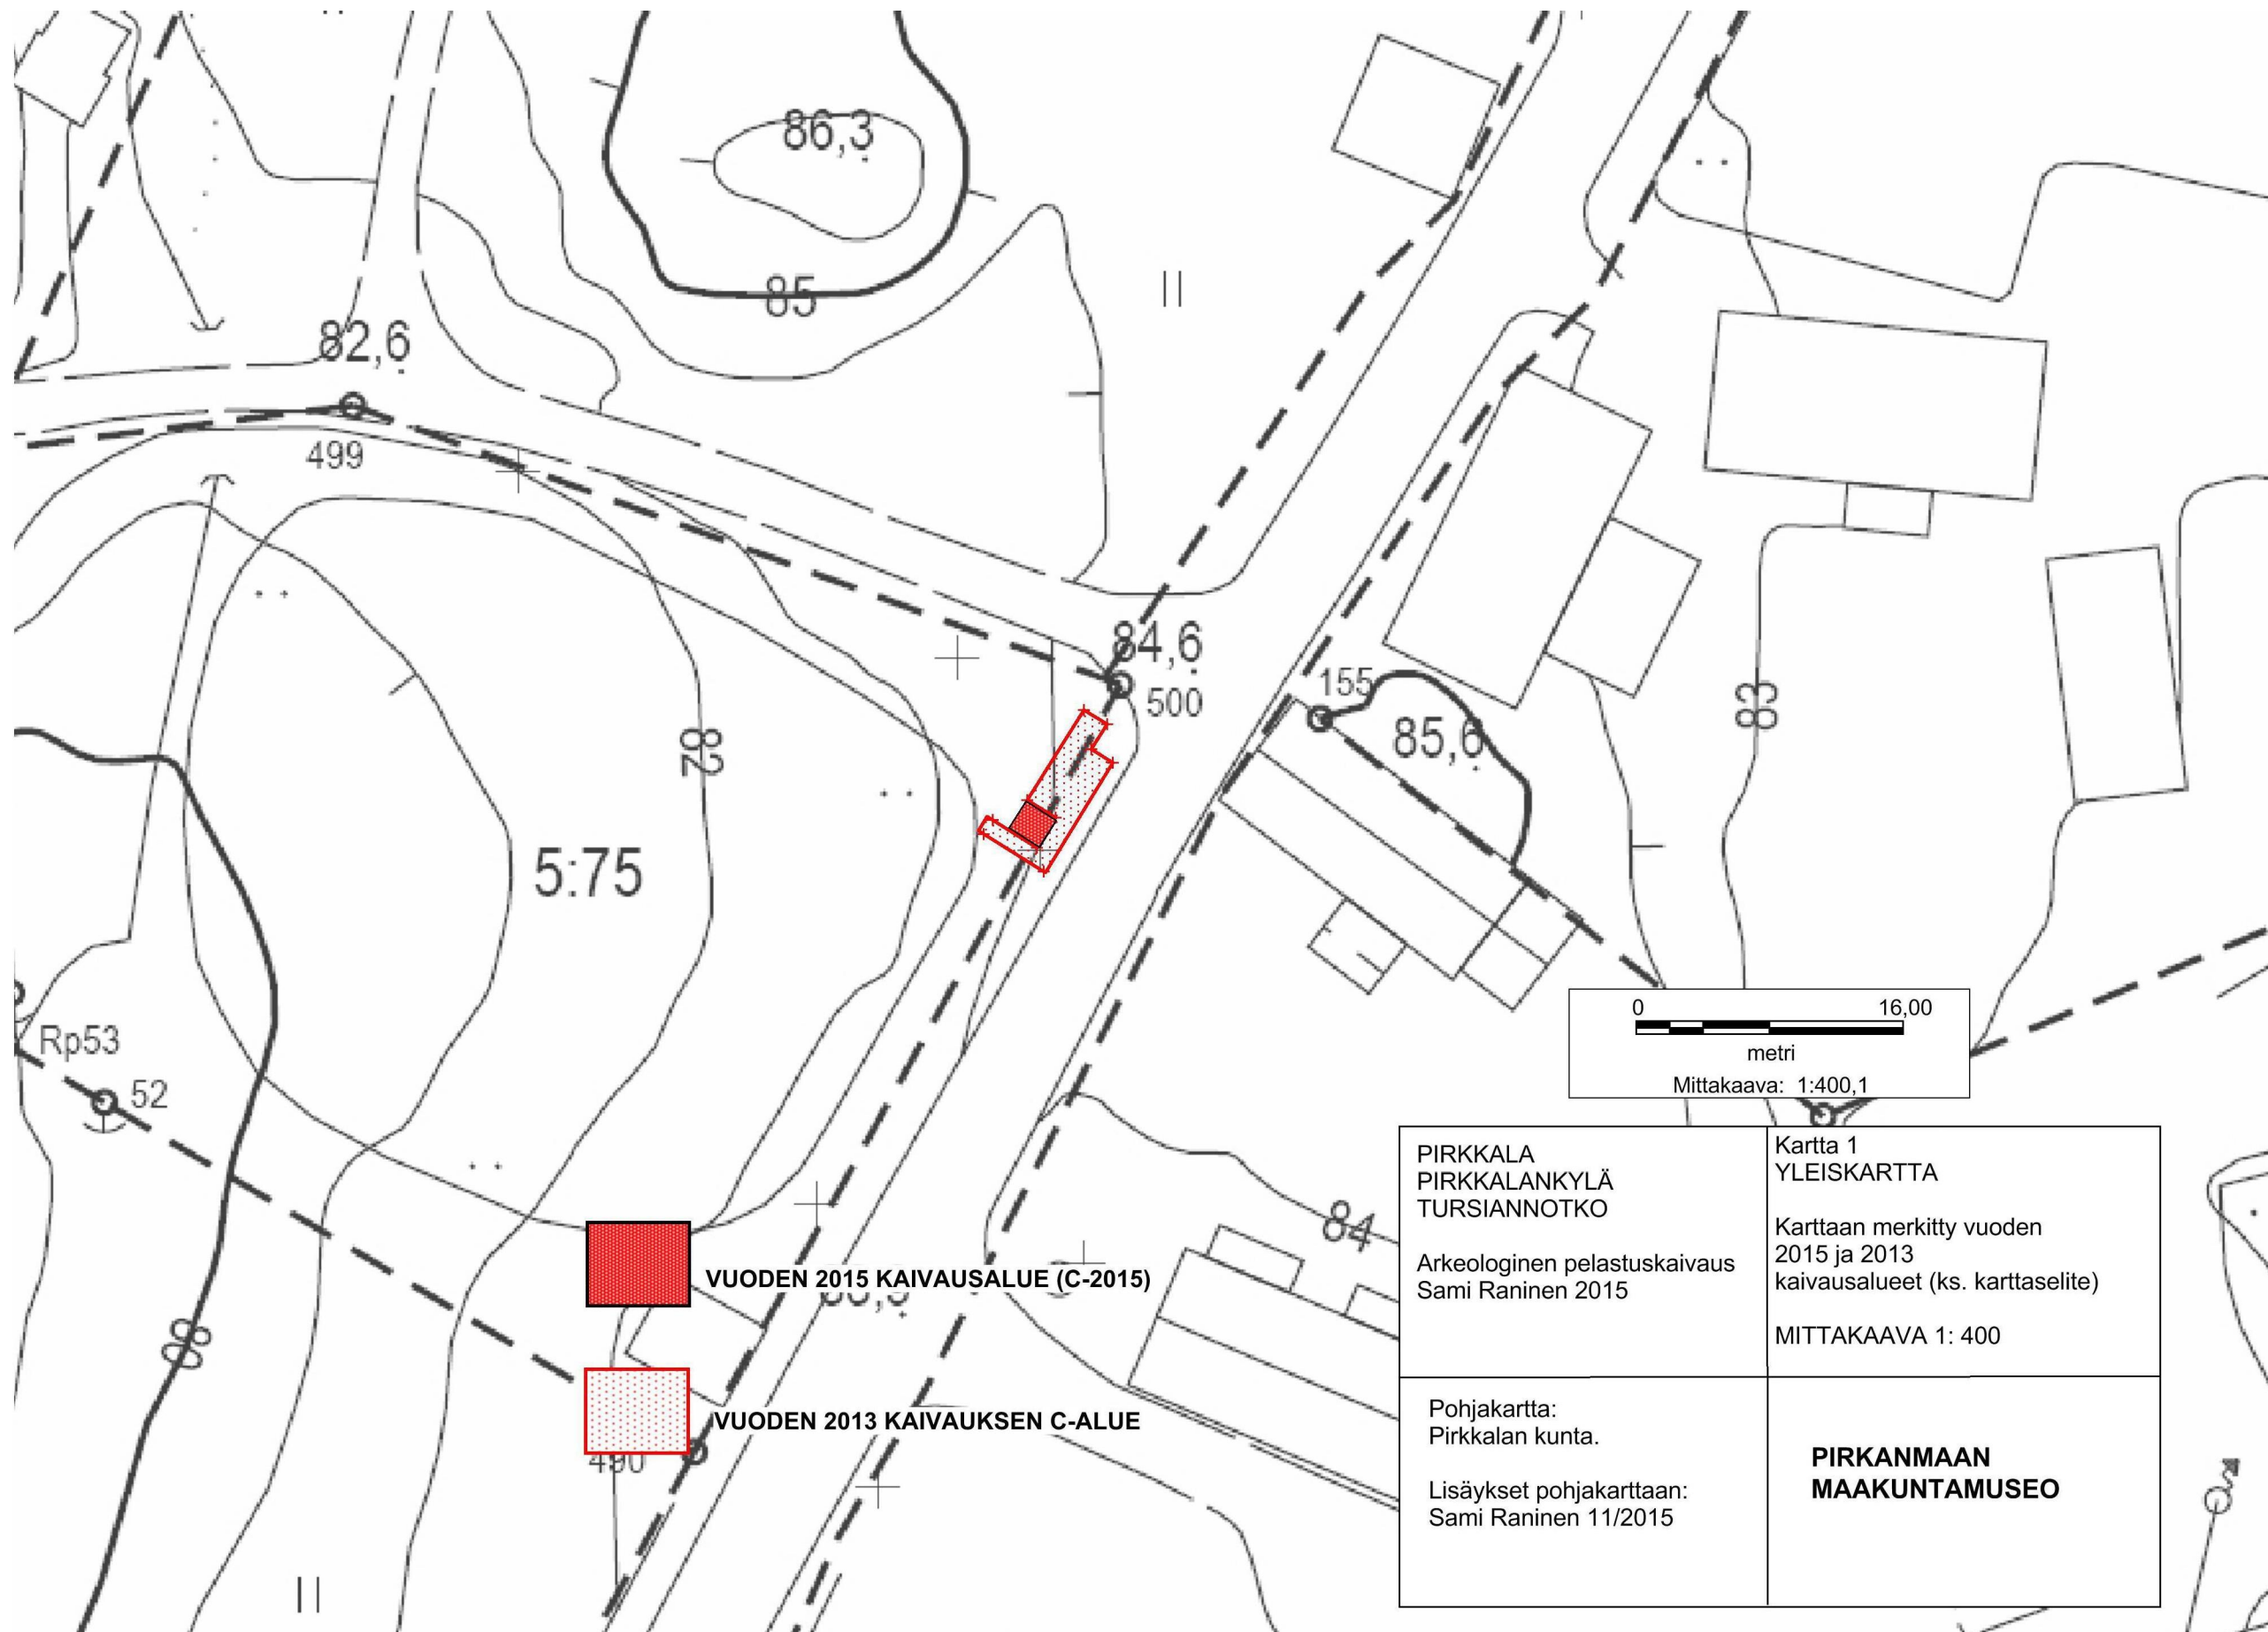 86,3
85
82,6
499
84,6
500
155
85,6
83
82
5:75
Rp53
52
80
84
490
0 16,00
metri
Mittakaava: 1:400,1
VUODEN 2015 KAIVAUSALUE (C-2015)
VUODEN 2013 KAIVAUKSEN C-ALUE
PIRKKALA
PIRKKALANKYLÄ
TURSIANNOTKO
Arkeologinen pelastuskaivaus
Sami Raninen 2015
Kartta 1
YLEISKARTTA
Karttaan merkitty vuoden
2015 ja 2013
kaivausalueet (ks. karttaselite)
MITTAKAAVA 1: 400
Pohjakartta:
Pirkkalan kunta.
Lisäykset pohjakarttaan:
Sami Raninen 11/2015
PIRKANMAAN
MAAKUNTAMUSEO